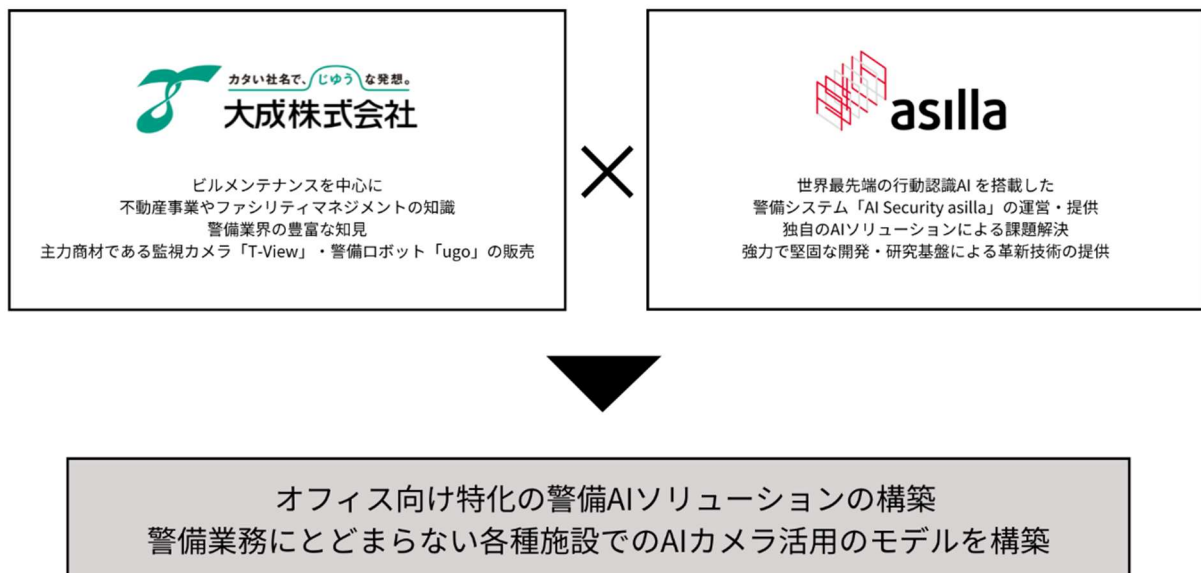 カタい社名で、じゆうな発想。
大成株式会社
ビルメンテナンスを中心に
不動産事業やファシリティマネジメントの知識
警備業界の豊富な知見
主力商材である監視カメラ「T-View」・警備ロボット「ugo」の販売
×
asilla
世界最先端の行動認識AI を搭載した
警備システム「AI Security asilla」の運営・提供
独自のAIソリューションによる課題解決
強力で堅固な開発・研究基盤による革新技術の提供
オフィス向け特化の警備AIソリューションの構築
警備業務にとどまらない各種施設でのAIカメラ活用のモデルを構築